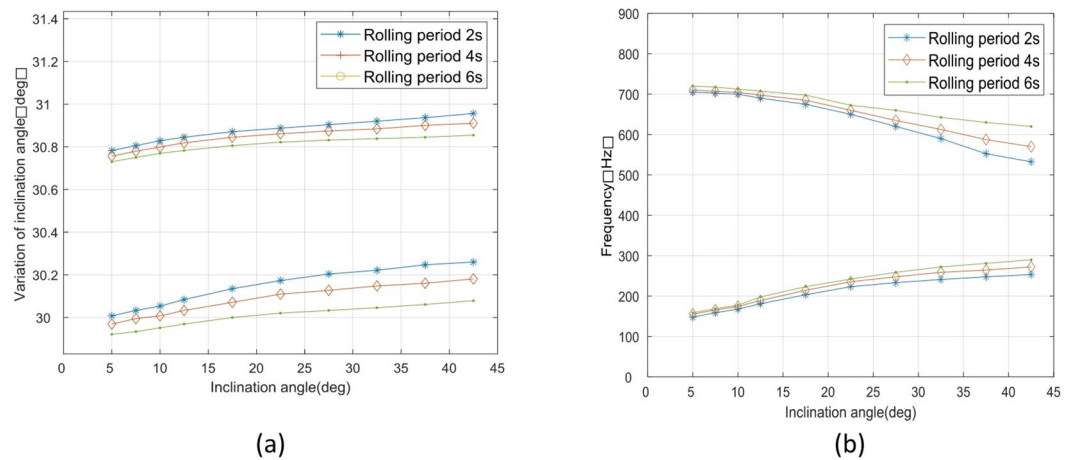 31.4
31.2
31
30.8
30.6
30.4
30.2
30
0 5 10 15 20 25 30 35 40 45
Inclination angle(deg)
Variation of inclination angle□deg□
Rolling period 2s
Rolling period 4s
Rolling period 6s
(a)
900
800
700
600
500
400
300
200
100
0
0 5 10 15 20 25 30 35 40 45
Inclination angle(deg)
Frequency□Hz□
Rolling period 2s
Rolling period 4s
Rolling period 6s
(b)